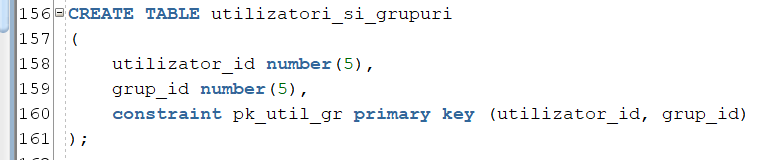 156 CREATE TABLE utilizatori_si_grupuri
157 (
158 utilizator_id number(5),
159 grup_id number(5),
160 constraint pk_util_gr primary key (utilizator_id, grup_id)
161 );